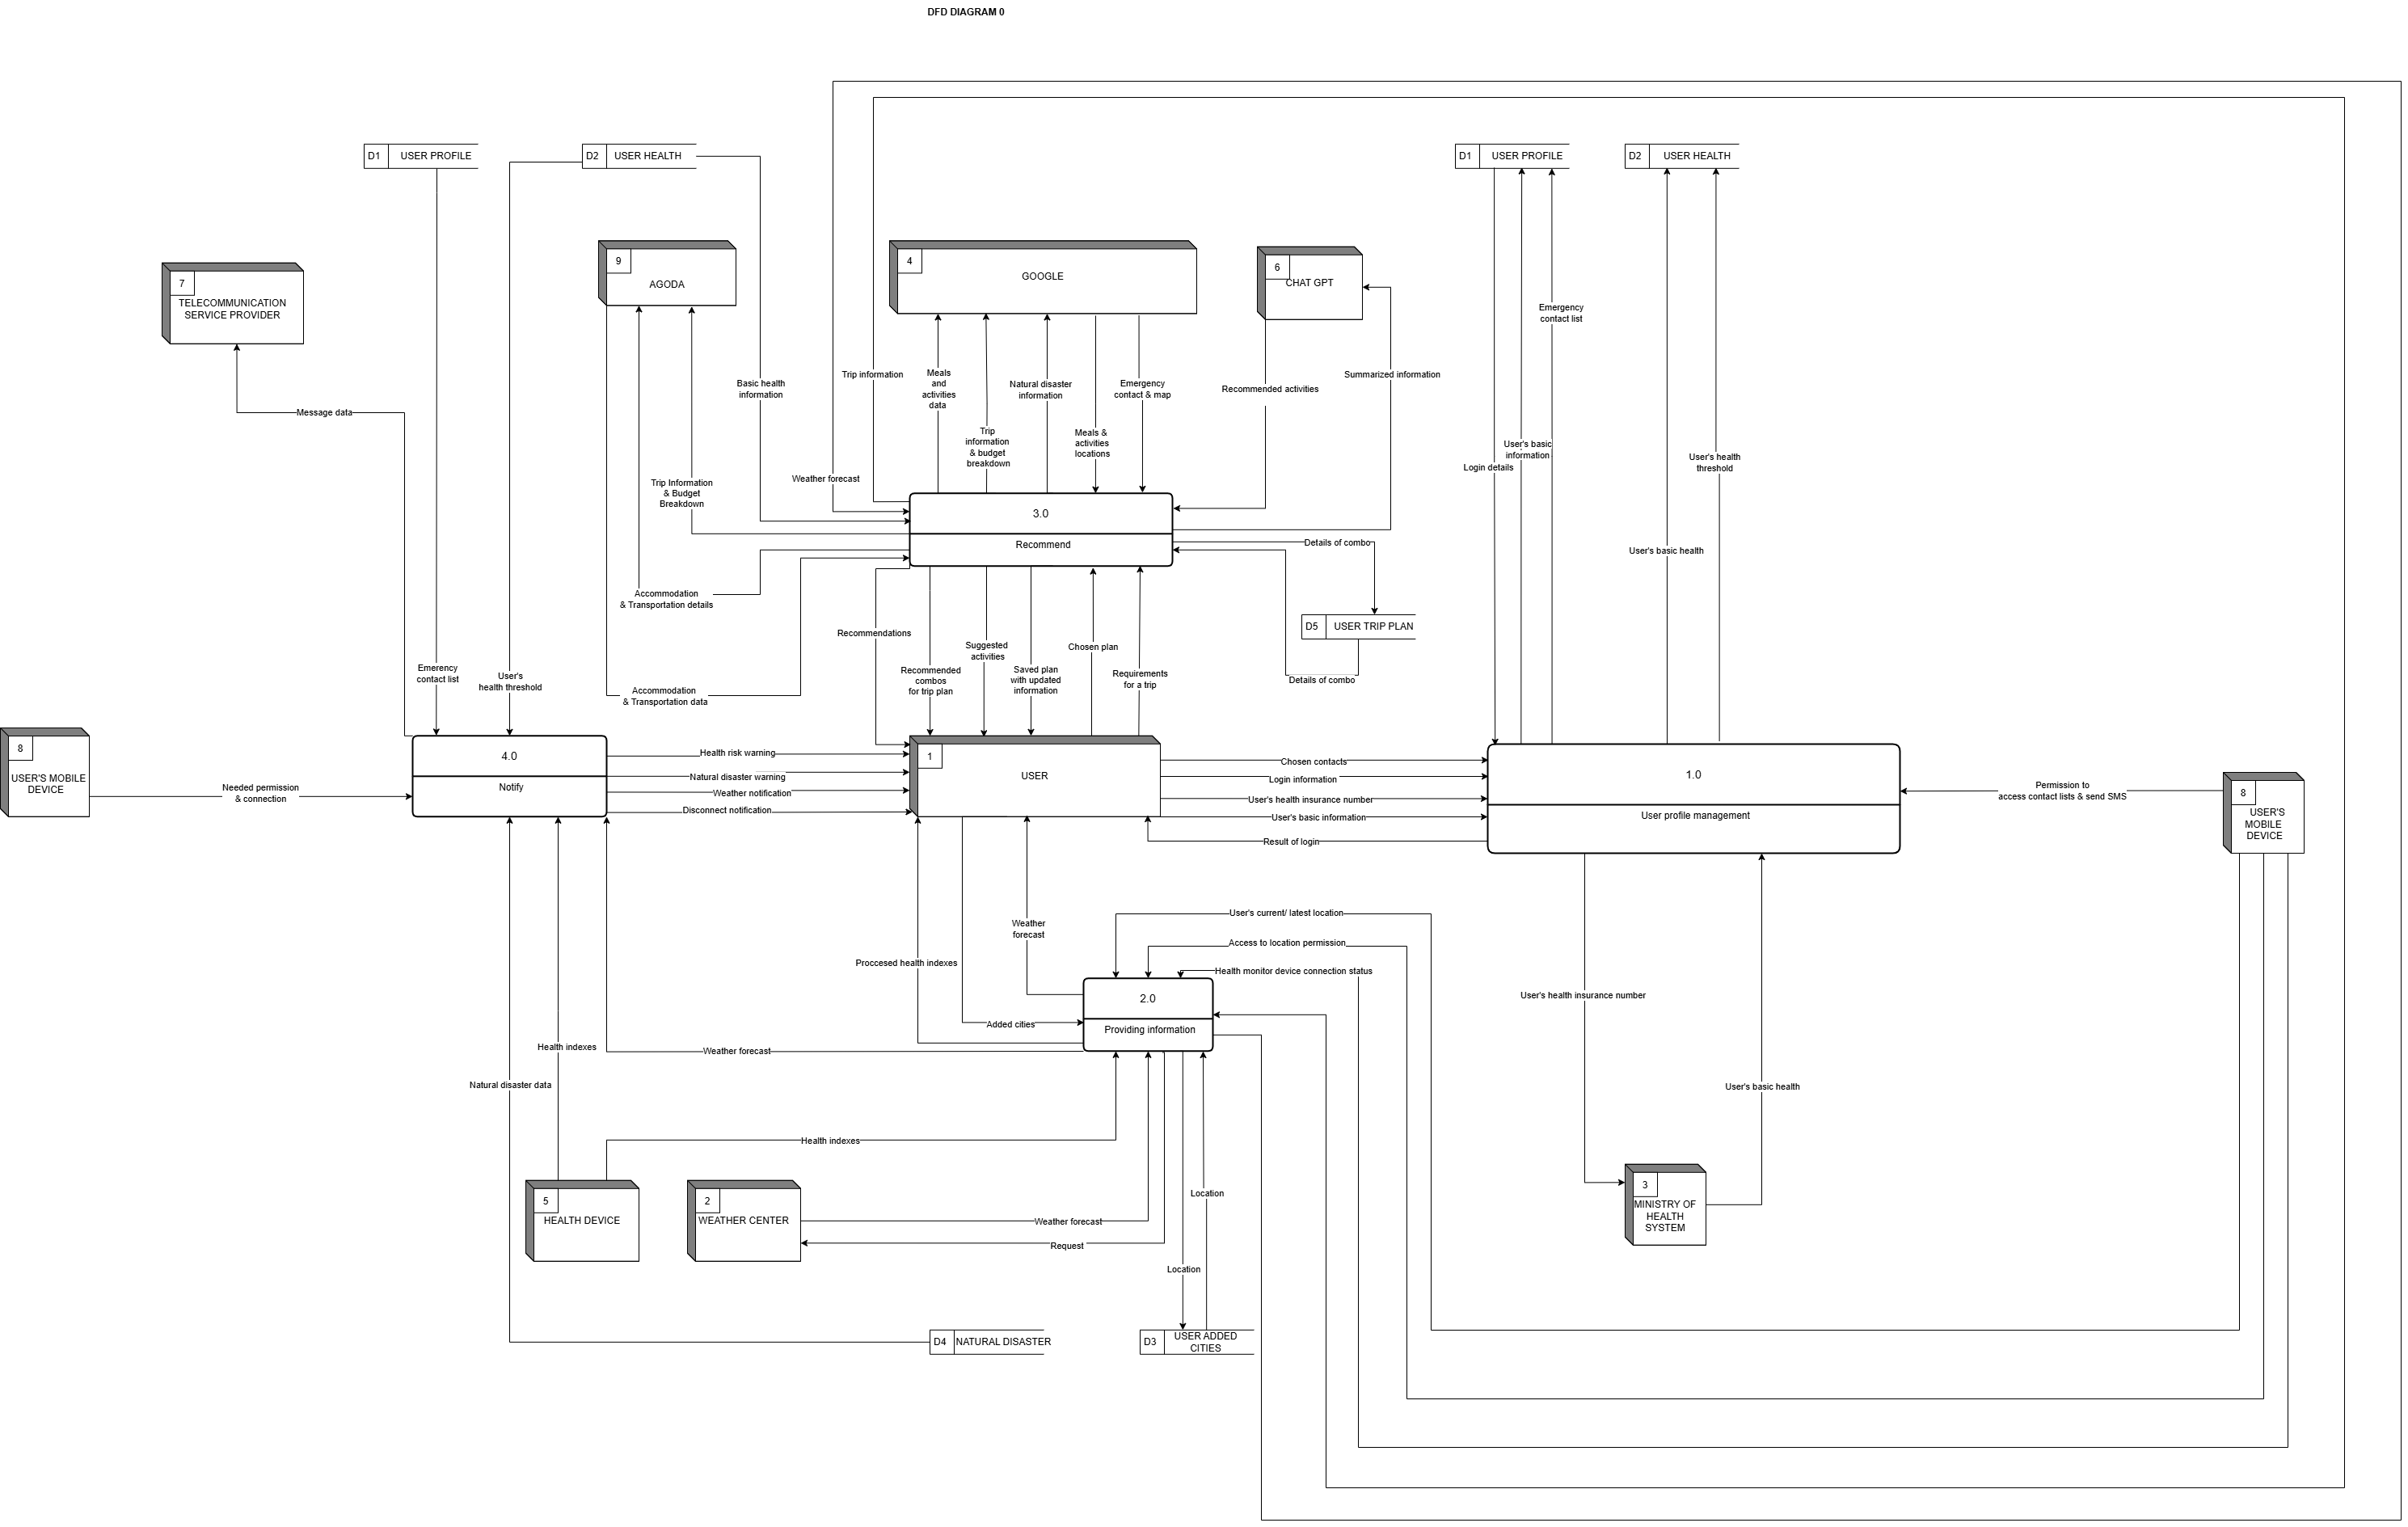 DFD DIAGRAM 0
D1
USER PROFILE
D2
USER HEALTH
D1
USER PROFILE
D2
USER HEALTH
7
TELECOMMUNICATION
SERVICE PROVIDER
9
AGODA
4
GOOGLE
6
CHAT GPT
Emergency
contact list
Trip information
Meals
and
activities
data
Natural disaster
information
Emergency
contact & map
Recommended activities
Summarized information
Basic health
information
Message data
Trip
information
& budget
breakdown
Meals &
activities
locations
User's basic
information
Login details
User's health
threshold
Weather forecast
Trip Information
& Budget
Breakdown
3.0
Recommend
Details of combo
User's basic health
Accommodation
& Transportation details
D5
USER TRIP PLAN
Recommendations
Suggested
activities
Chosen plan
Recommended
combos
for trip plan
Saved plan
with updated
information
Requirements
for a trip
Details of combo
Emerency
contact list
User's
health threshold
Accommodation
& Transportation data
8
USER'S MOBILE
DEVICE
Needed permission
& connection
4.0
Notify
Health risk warning
Natural disaster warning
Weather notification
Disconnect notification
1
USER
Chosen contacts
Login information
User's health insurance number
User's basic information
Result of login
1.0
User profile management
Permission to
access contact lists & send SMS
8
USER'S
MOBILE
DEVICE
User's current/ latest location
Access to location permission
Health monitor device connection status
Weather
forecast
Proccesed health indexes
2.0
Providing information
Added cities
Weather forecast
Health indexes
Natural disaster data
User's health insurance number
User's basic health
Health indexes
5
HEALTH DEVICE
2
WEATHER CENTER
Weather forecast
Request
Location
Location
3
MINISTRY OF
HEALTH
SYSTEM
D4
NATURAL DISASTER
D3
USER ADDED
CITIES